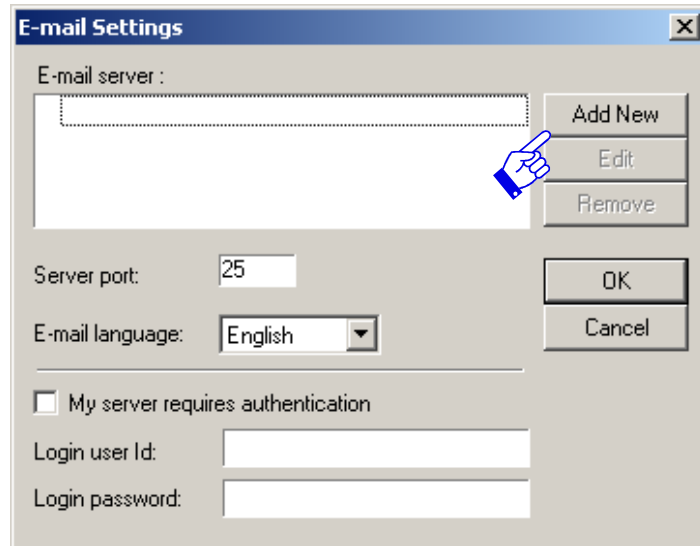 E-mail Settings
E-mail server :
Add New
Edit
Remove
Server port:
25
OK
E-mail language:
English
Cancel
My server requires authentication
Login user Id:
Login password: